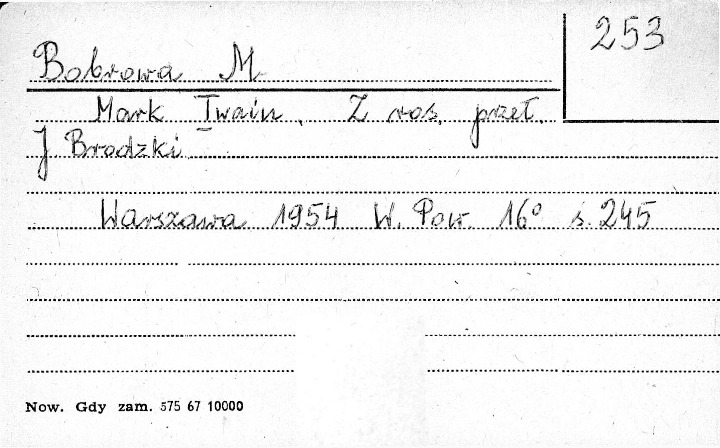 253
Bobrowa M.
Mark Twain. Z ros. przeł.
J Brodzki
Warszawa 1954 W. Pow. 16° s. 245
Now. Gdy zam. 575 67 10000